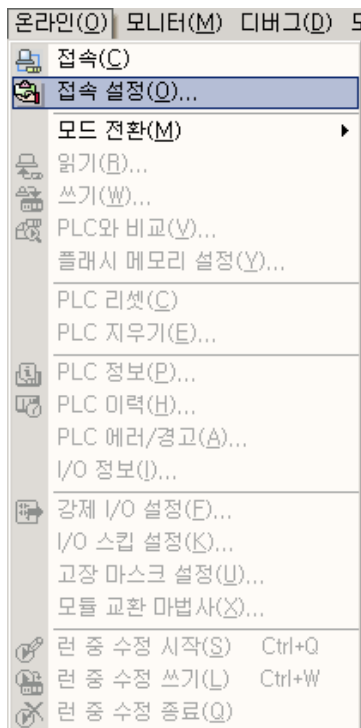 온라인(O) 모니터(M) 디버그(D)
접속(C)
접속 설정(O)...
모드 전환(M)
읽기(R)...
쓰기(W)...
PLC와 비교(V)...
플래시 메모리 설정(Y)...
PLC 리셋(C)
PLC 지우기(E)...
PLC 정보(P)...
PLC 이력(H)...
PLC 에러/경고(A)...
I/O 정보(I)...
강제 I/O 설정(F)...
I/O 스킵 설정(K)...
고장 마스크 설정(U)...
모듈 교환 마법사(X)...
런 중 수정 시작(S) Ctrl+Q
런 중 수정 쓰기(L) Ctrl+W
런 중 수정 종료(Q)